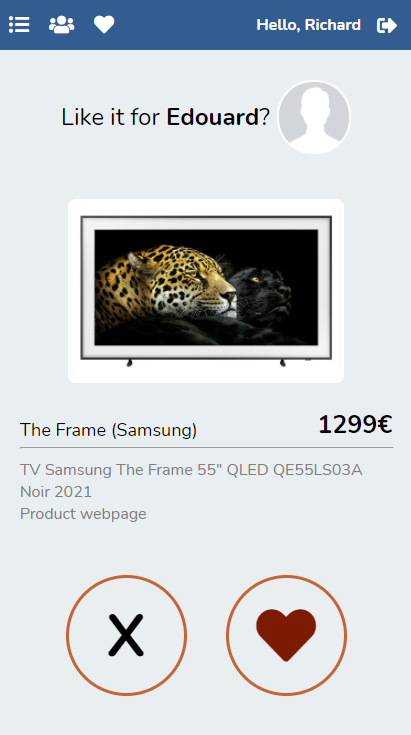 Hello, Richard
Like it for Edouard?
The Frame (Samsung) 1299€
TV Samsung The Frame 55" QLED QE55LS03A
Noir 2021
Product webpage
X